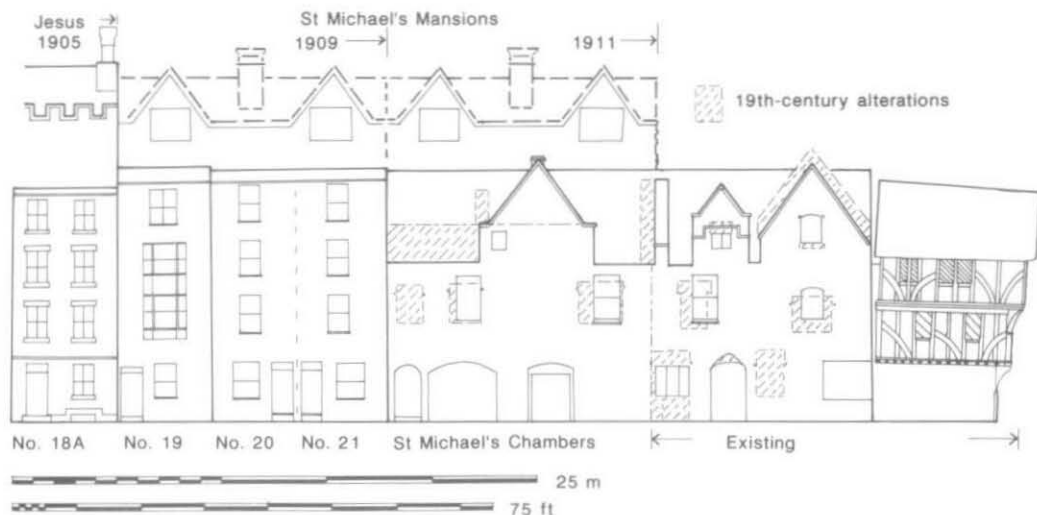 Jesus
1905
St Michael's Mansions
1909
1911
19th-century alterations
No. 18A
No. 19
No. 20
No. 21
St Michael's Chambers
Existing
25 m
75 ft